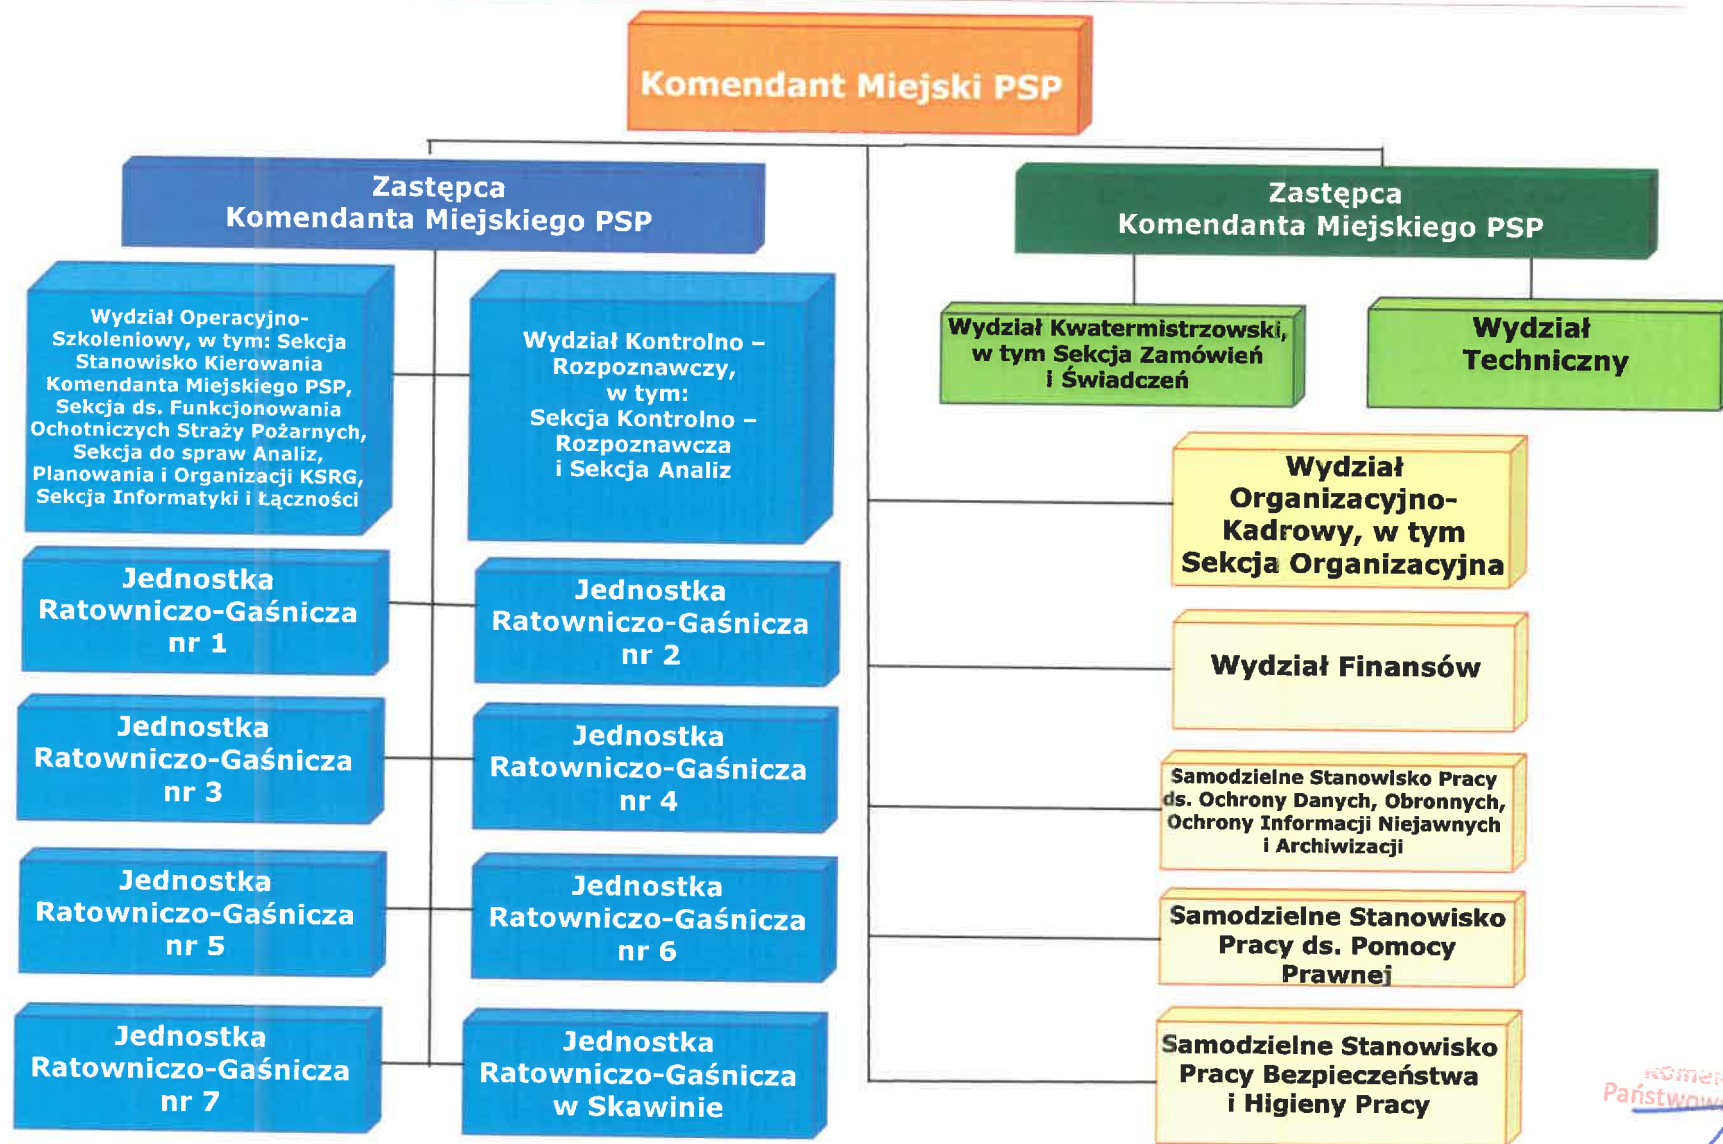 Komendant Miejski PSP
Zastępca
Komendanta Miejskiego PSP
Zastępca
Komendanta Miejskiego PSP
Wydział Operacyjno-
Szkoleniowy, w tym: Sekcja
Stanowisko Kierowania
Komendanta Miejskiego PSP,
Sekcja ds. Funkcjonowania
Ochotniczych Straży Pożarnych,
Sekcja do spraw Analiz,
Planowania i Organizacji KSRG,
Sekcja Informatyki i Łączności
Wydział Kontrolno –
Rozpoznawczy,
w tym:
Sekcja Kontrolno –
Rozpoznawcza
i Sekcja Analiz
Wydział Kwatermistrzowski,
w tym Sekcja Zamówień
i Świadczeń
Wydział
Techniczny
Wydział
Organizacyjno-
Kadrowy, w tym
Sekcja Organizacyjna
Jednostka
Ratowniczo-Gaśnicza
nr 1
Jednostka
Ratowniczo-Gaśnicza
nr 2
Wydział Finansów
Jednostka
Ratowniczo-Gaśnicza
nr 3
Jednostka
Ratowniczo-Gaśnicza
nr 4
Samodzielne Stanowisko Pracy
ds. Ochrony Danych, Obronnych,
Ochrony Informacji Niejawnych
i Archiwizacji
Jednostka
Ratowniczo-Gaśnicza
nr 5
Jednostka
Ratowniczo-Gaśnicza
nr 6
Samodzielne Stanowisko
Pracy ds. Pomocy
Prawnej
Jednostka
Ratowniczo-Gaśnicza
nr 7
Jednostka
Ratowniczo-Gaśnicza
w Skawinie
Samodzielne Stanowisko
Pracy Bezpieczeństwa
i Higieny Pracy